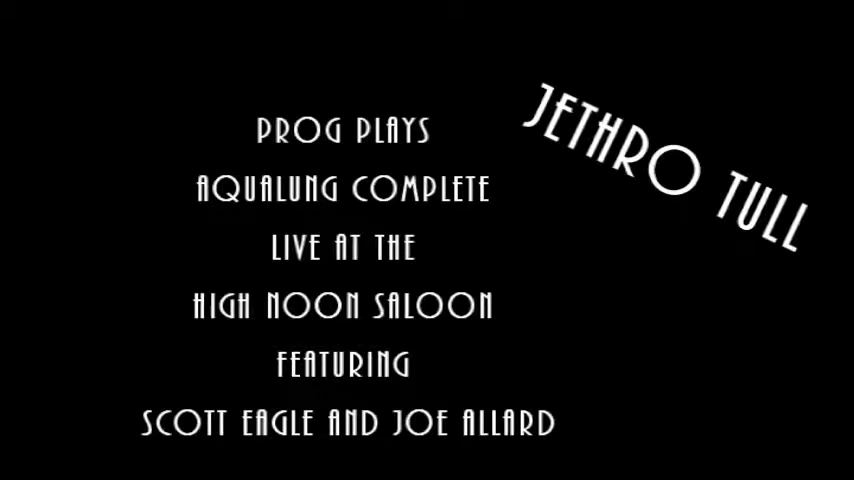 JETHRO TULL
PROG PLAYS
AQUALUNG COMPLETE
LIVE AT THE
HIGH NOON SALOON
FEATURING
SCOTT EAGLE AND JOE ALLARD